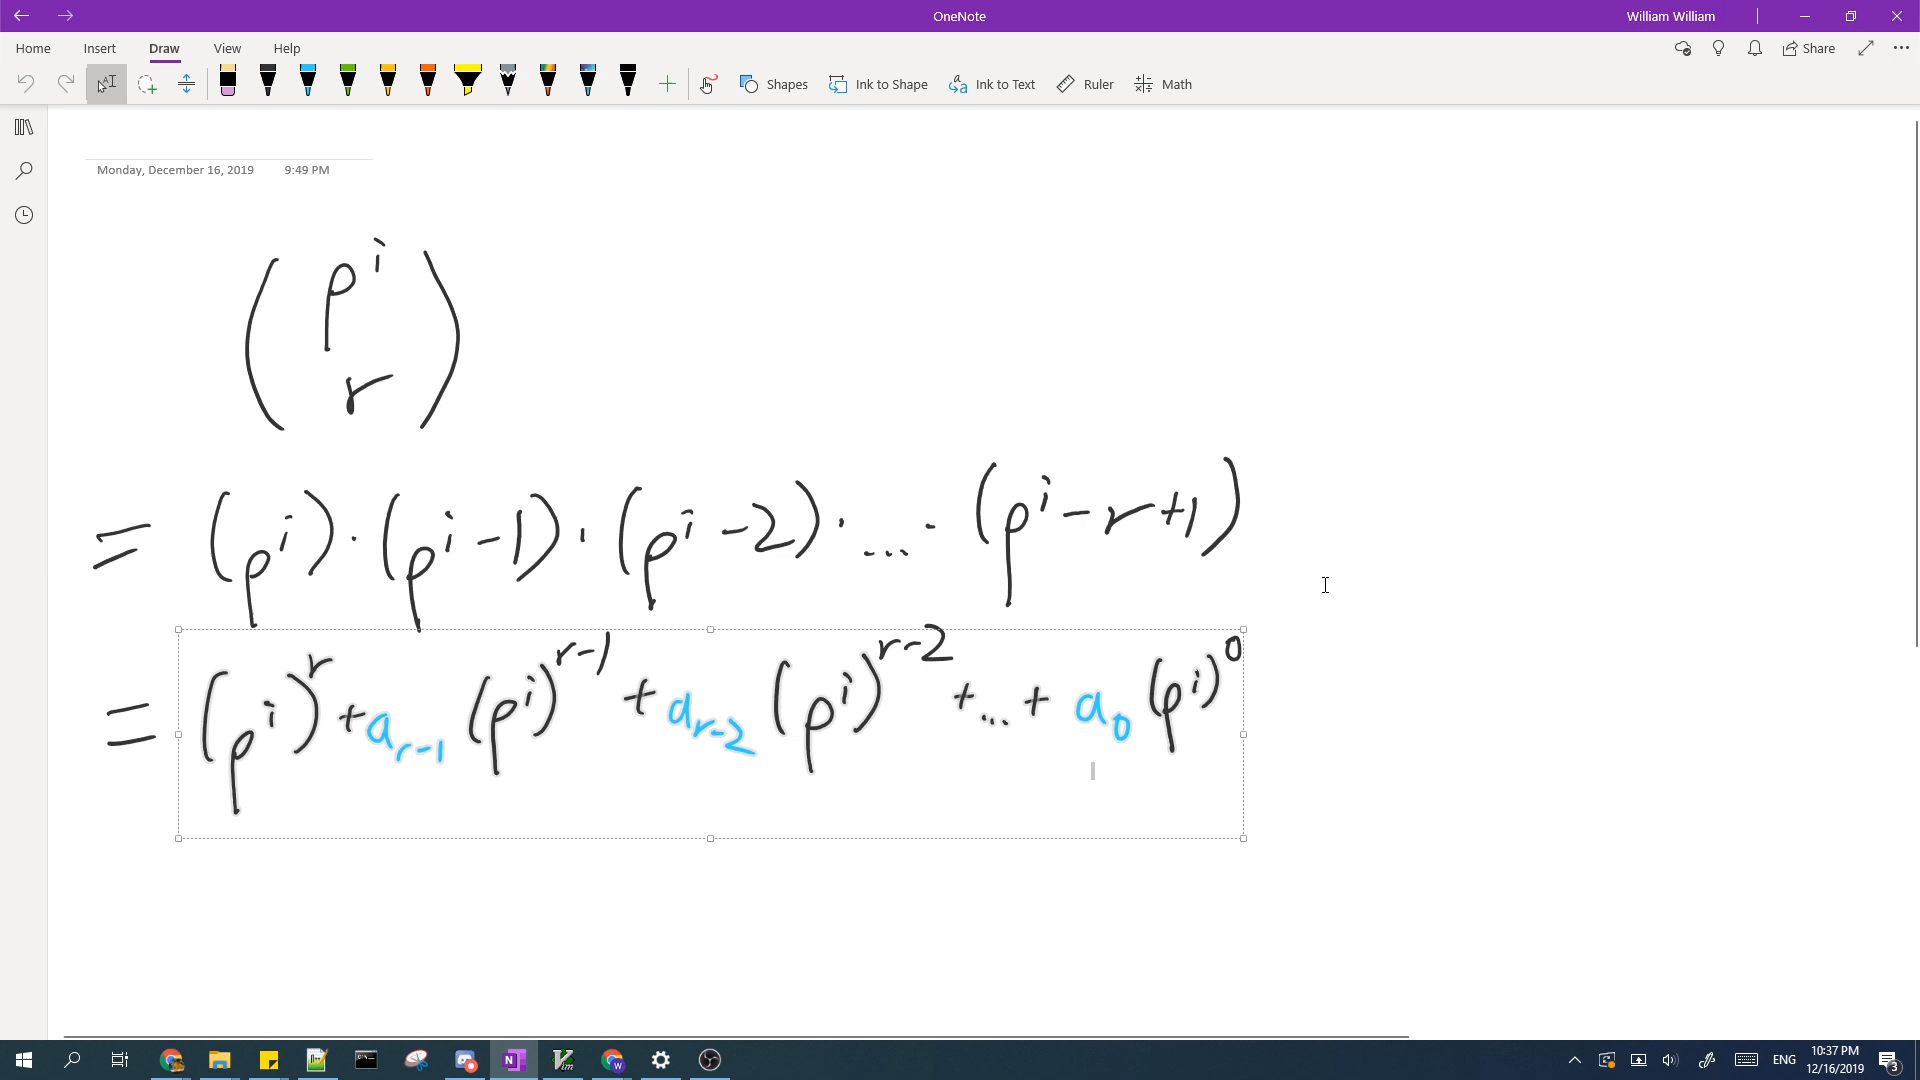 OneNote
William William
Home Insert Draw View Help
Share
Shapes Ink to Shape Ink to Text Ruler Math
Monday, December 16, 2019 9:49 PM
( p^i
r )
= (p^i) · (p^i - 1) · (p^i - 2) · ... · (p^i - r + 1)
= (p^i)^r + a_{r-1} (p^i)^{r-1} + a_{r-2} (p^i)^{r-2} + ... + a_0 (p^i)^0
ENG
10:37 PM
12/16/2019
3